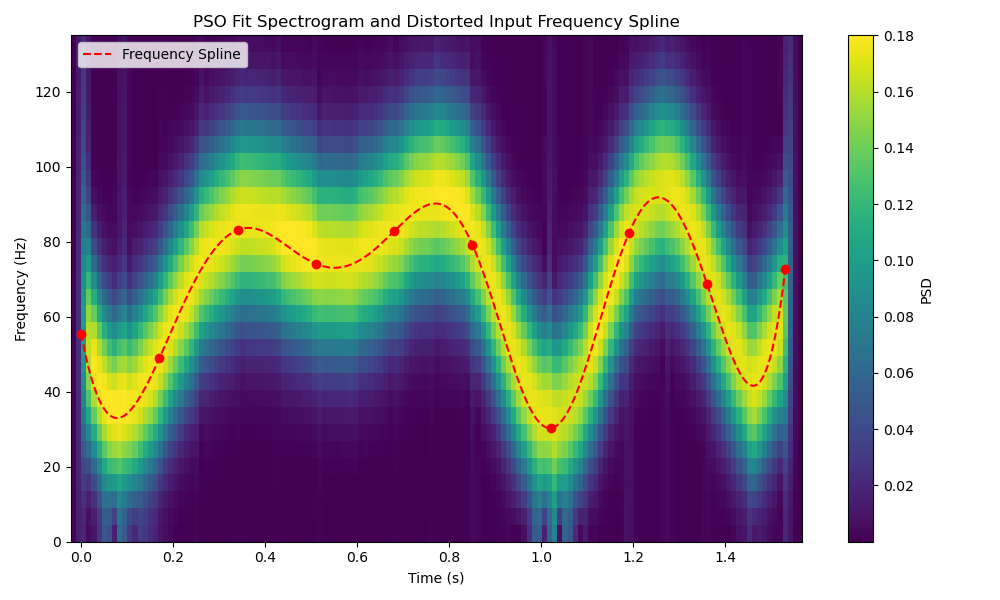 PSO Fit Spectrogram and Distorted Input Frequency Spline
Frequency Spline
Frequency (Hz)
120
100
80
60
40
20
0
0.0 0.2 0.4 0.6 0.8 1.0 1.2 1.4
Time (s)
0.18
0.16
0.14
0.12
0.10
0.08
0.06
0.04
0.02
PSD